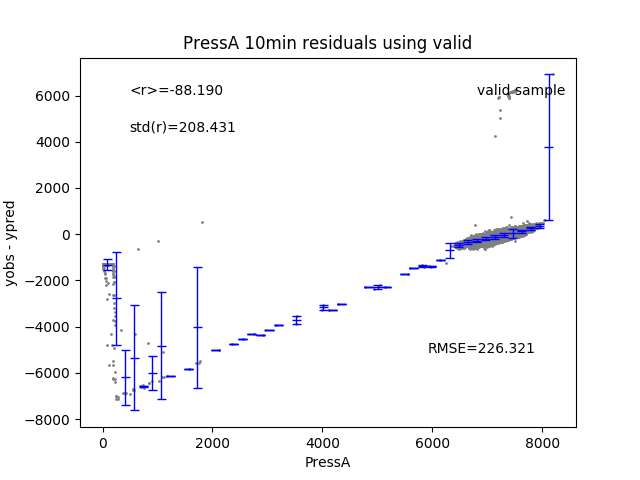 PressA 10min residuals using valid
<r>=-88.190
valid sample
std(r)=208.431
RMSE=226.321
yobs - ypred
6000
4000
2000
0
−2000
−4000
−6000
−8000
0 2000 4000 6000 8000
PressA